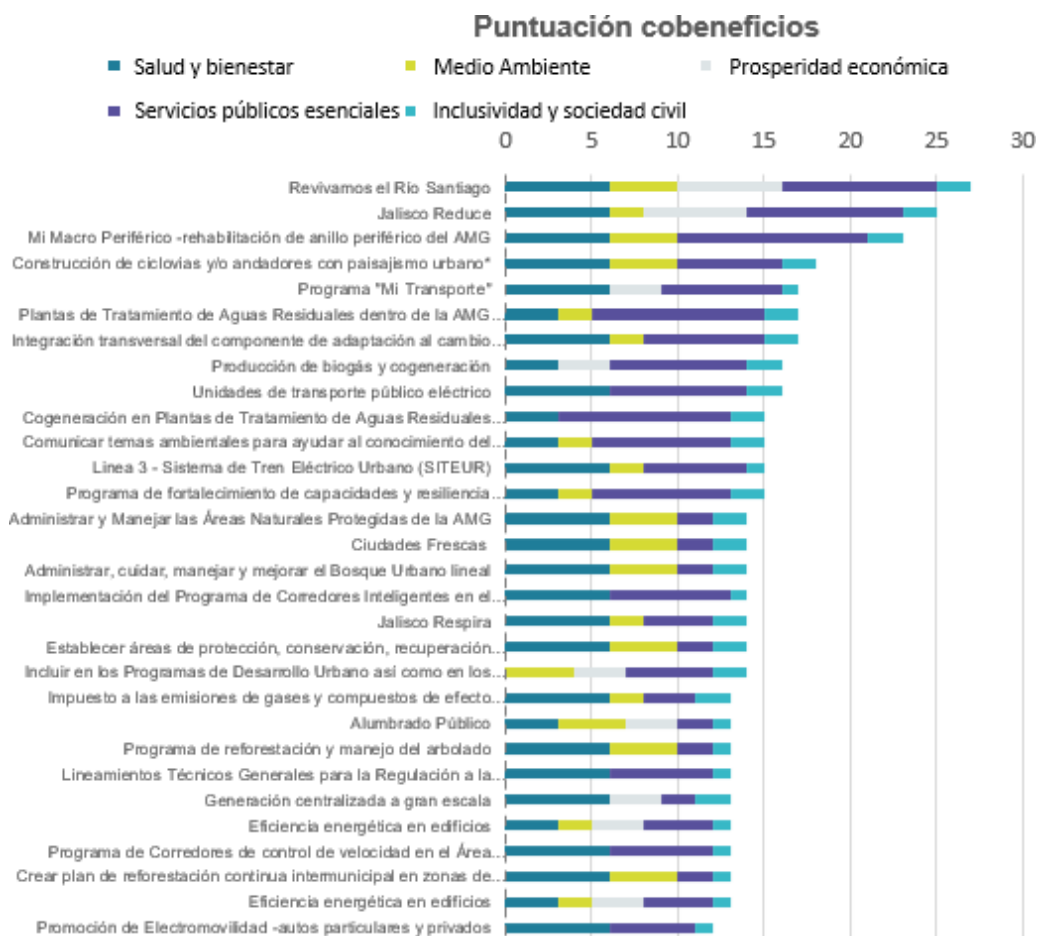 Puntuación cobeneficios
Salud y bienestar
Medio Ambiente
Prosperidad económica
Servicios públicos esenciales
Inclusividad y sociedad civil
0 5 10 15 20 25 30
Revivamos el Río Santiago
Jalisco Reduce
Mi Macro Periférico -rehabilitación de anillo periférico del AMG
Construcción de ciclovias y/o andadores con paisajismo urbano*
Programa "Mi Transporte"
Plantas de Tratamiento de Aguas Residuales dentro de la AMG...
Integración transversal del componente de adaptación al cambio...
Producción de biogás y cogeneración
Unidades de transporte público eléctrico
Cogeneración en Plantas de Tratamiento de Aguas Residuales...
Comunicar temas ambientales para ayudar al conocimiento del...
Linea 3 - Sistema de Tren Eléctrico Urbano (SITEUR)
Programa de fortalecimiento de capacidades y resiliencia...
Administrar y Manejar las Áreas Naturales Protegidas de la AMG
Ciudades Frescas
Administrar, cuidar, manejar y mejorar el Bosque Urbano lineal
Implementación del Programa de Corredores Inteligentes en el...
Jalisco Respira
Establecer áreas de protección, conservación, recuperación...
Incluir en los Programas de Desarrollo Urbano así como en los...
Impuesto a las emisiones de gases y compuestos de efecto...
Alumbrado Público
Programa de reforestación y manejo del arbolado
Lineamientos Técnicos Generales para la Regulación a la...
Generación centralizada a gran escala
Eficiencia energética en edificios
Programa de Corredores de control de velocidad en el Área...
Crear plan de reforestación continua intermunicipal en zonas de...
Eficiencia energética en edificios
Promoción de Electromovilidad -autos particulares y privados